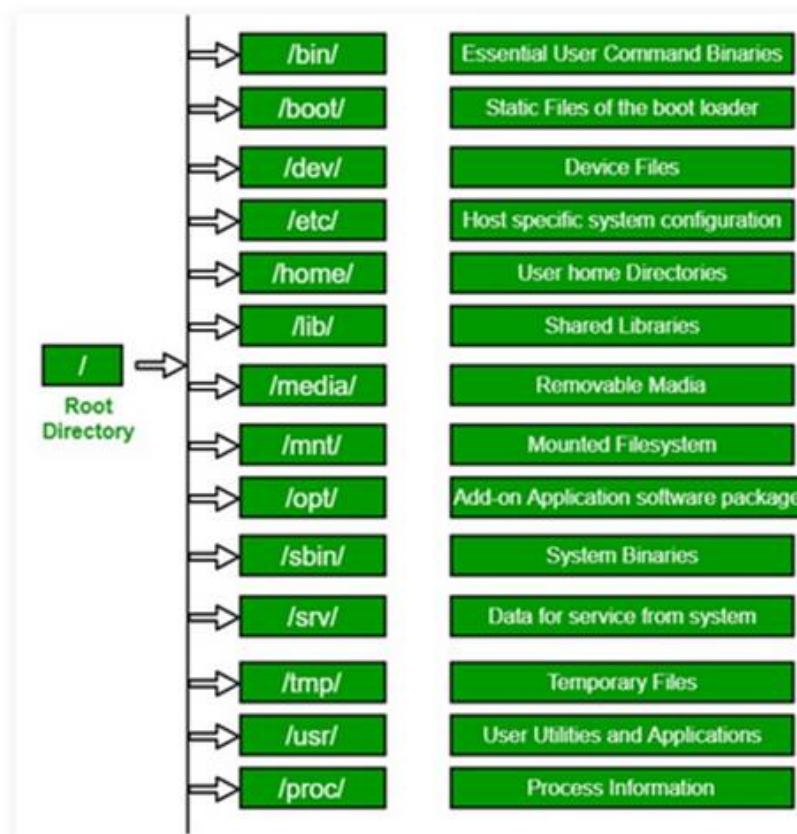 /bin/ Essential User Command Binaries
/boot/ Static Files of the boot loader
/dev/ Device Files
/etc/ Host specific system configuration
/home/ User home Directories
/lib/ Shared Libraries
/
Root
Directory
/media/ Removable Madia
/mnt/ Mounted Filesystem
/opt/ Add-on Application software package
/sbin/ System Binaries
/srv/ Data for service from system
/tmp/ Temporary Files
/usr/ User Utilities and Applications
/proc/ Process Information